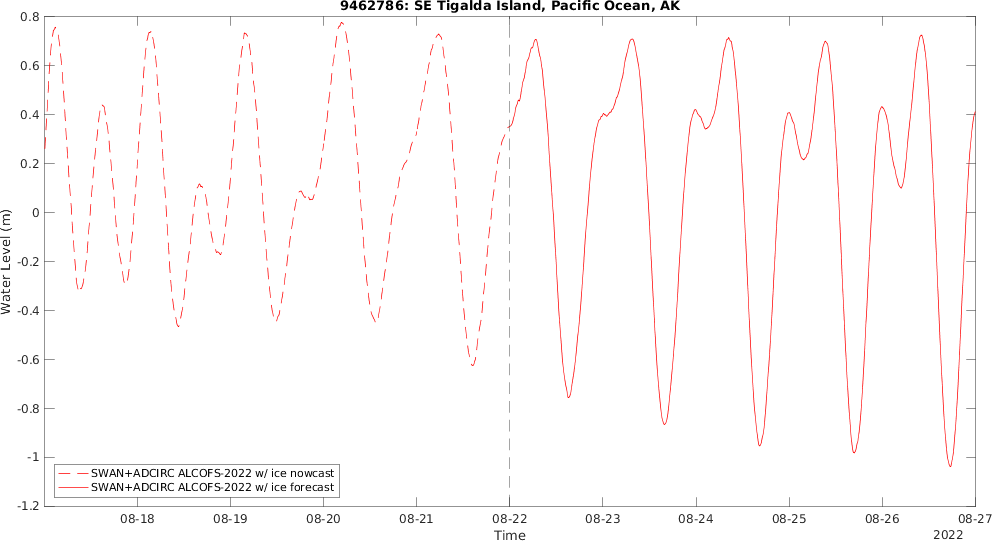 9462786: SE Tigalda Island, Pacific Ocean, AK
0.8
0.6
0.4
0.2
0
-0.2
-0.4
-0.6
-0.8
-1
-1.2
Water Level (m)
SWAN+ADCIRC ALCOFS-2022 w/ ice nowcast
SWAN+ADCIRC ALCOFS-2022 w/ ice forecast
08-18 08-19 08-20 08-21 08-22 08-23 08-24 08-25 08-26 08-27
Time
2022